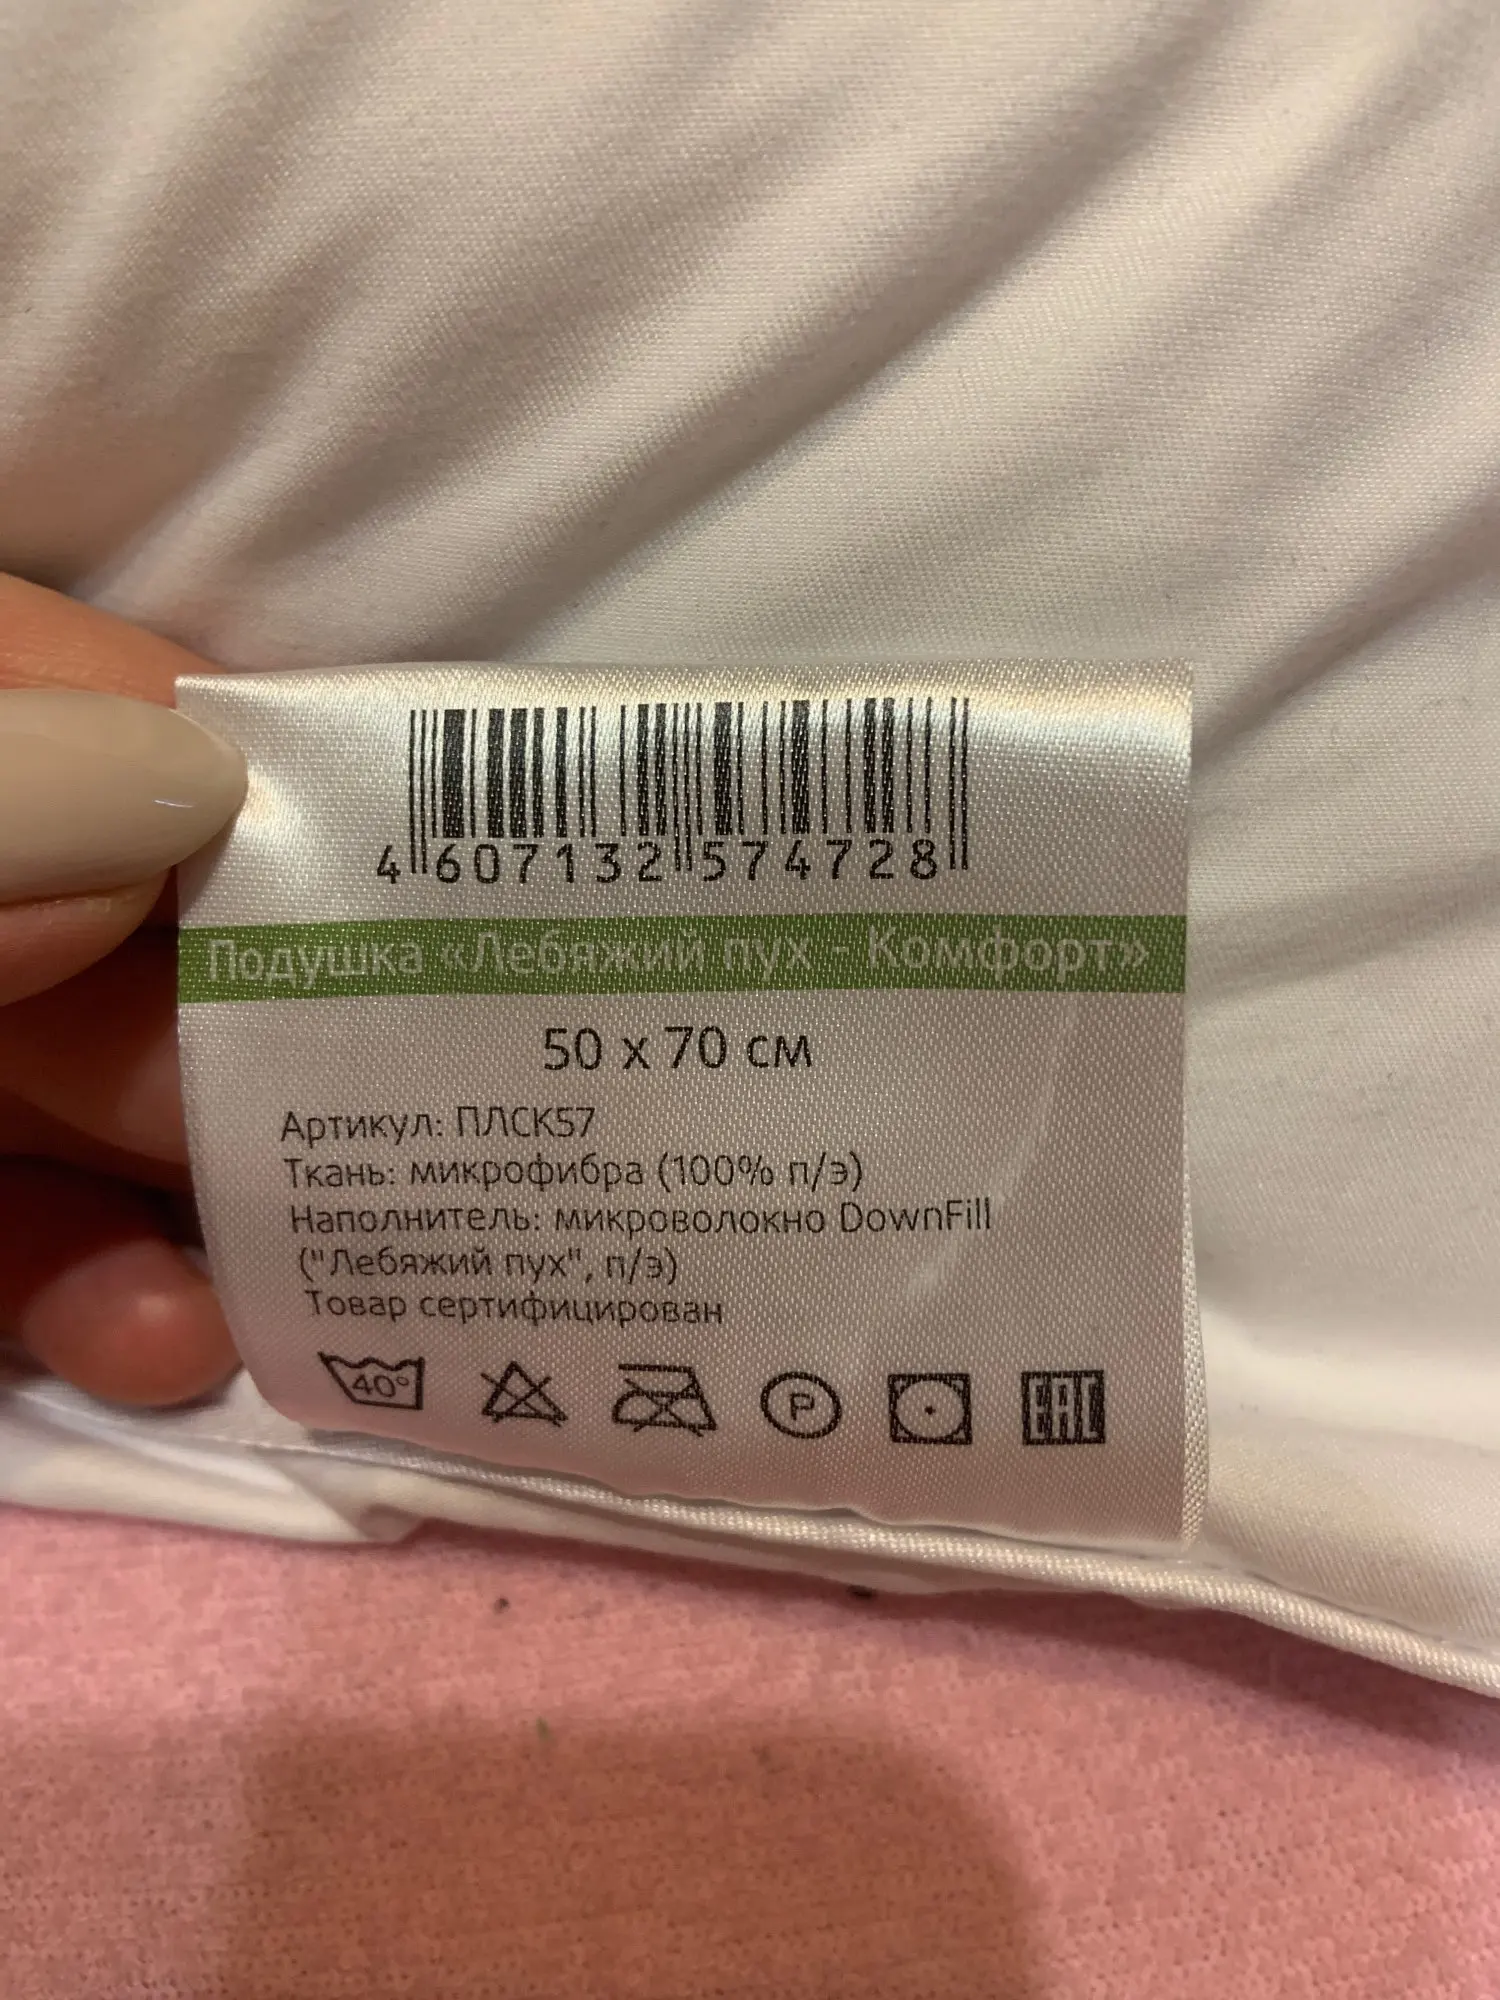 4 607132 574728
Подушка «Лебяжий пух - Комфорт»
50 х 70 см
Артикул: ПЛСК57
Ткань: микрофибра (100% п/э)
Наполнитель: микроволокно DownFill
("Лебяжий пух", п/э)
Товар сертифицирован
40° P EAC